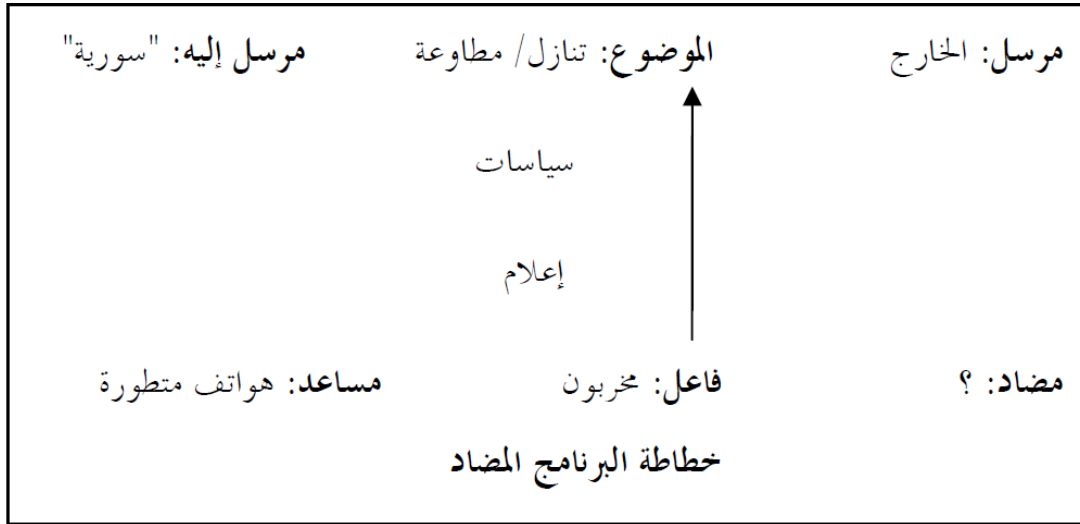 مرسل: الخارج الموضوع: تنازل/ مطاوعة مرسل إليه: "سورية"
سياسات
إعلام
مضاد: ؟ فاعل: مخربون مساعد: هواتف متطورة
خطاطة البرنامج المضاد